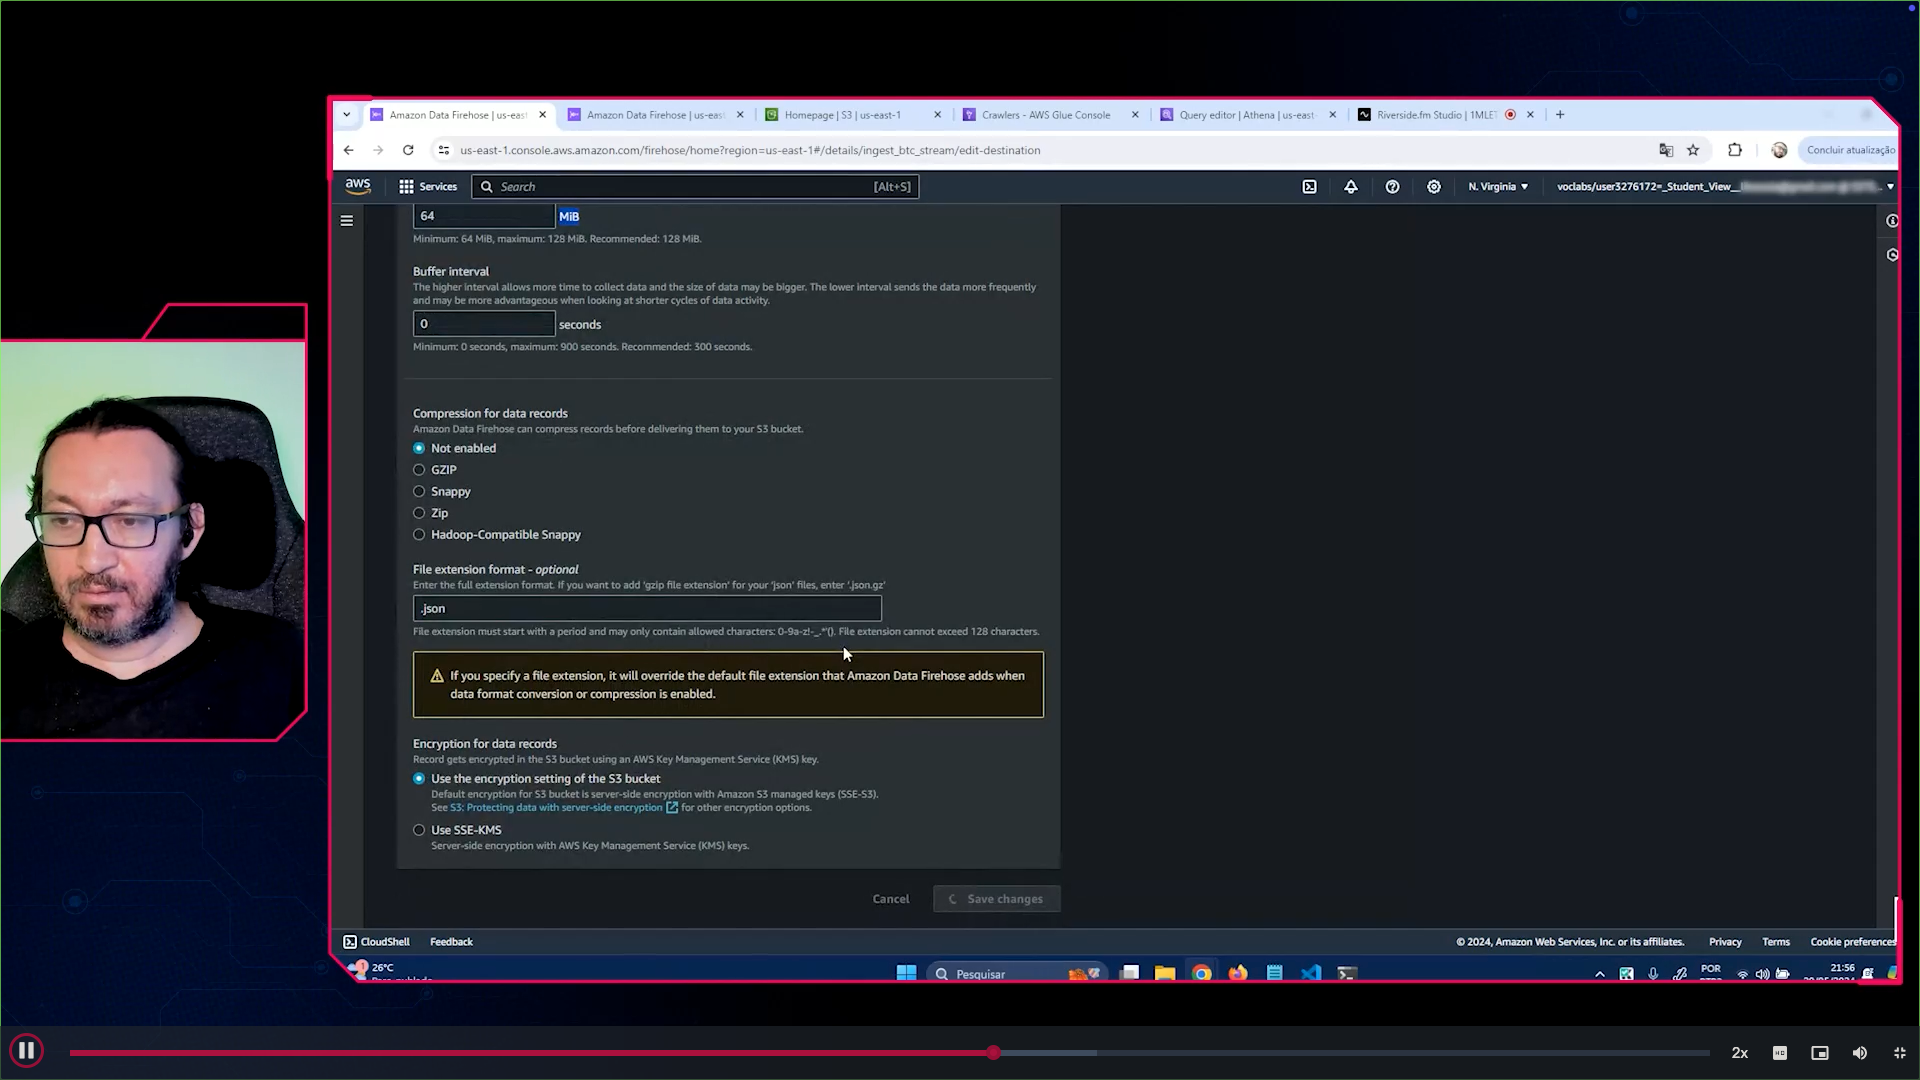 Amazon Data Firehose | us-east
Amazon Data Firehose | us-eas
Homepage | S3 | us-east-1
Crawlers - AWS Glue Console
Query editor | Athena | us-east-
Riverside.fm Studio | 1MLET
us-east-1.console.aws.amazon.com/firehose/home?region=us-east-1#/details/ingest_btc_stream/edit-destination
Concluir atualização
aws
Services
Search
[Alt+S]
N. Virginia
voclabs/user3276172=_Student_View__
64
MiB
Minimum: 64 MiB, maximum: 128 MiB. Recommended: 128 MiB.
Buffer interval
The higher interval allows more time to collect data and the size of data may be bigger. The lower interval sends the data more frequently
and may be more advantageous when looking at shorter cycles of data activity.
0
seconds
Minimum: 0 seconds, maximum: 900 seconds. Recommended: 300 seconds.
Compression for data records
Amazon Data Firehose can compress records before delivering them to your S3 bucket.
Not enabled
GZIP
Snappy
Zip
Hadoop-Compatible Snappy
File extension format - optional
Enter the full extension format. If you want to add 'gzip file extension' for your 'json' files, enter '.json.gz'
.json
File extension must start with a period and may only contain allowed characters: 0-9a-z!-_.*'(). File extension cannot exceed 128 characters.
If you specify a file extension, it will override the default file extension that Amazon Data Firehose adds when
data format conversion or compression is enabled.
Encryption for data records
Record gets encrypted in the S3 bucket using an AWS Key Management Service (KMS) key.
Use the encryption setting of the S3 bucket
Default encryption for S3 bucket is server-side encryption with Amazon S3 managed keys (SSE-S3).
See S3: Protecting data with server-side encryption for other encryption options.
Use SSE-KMS
Server-side encryption with AWS Key Management Service (KMS) keys.
Cancel
Save changes
CloudShell
Feedback
© 2024, Amazon Web Services, Inc. or its affiliates.
Privacy
Terms
Cookie preferences
1
26°C
Pesquisar
POR
21:56
2x
HD